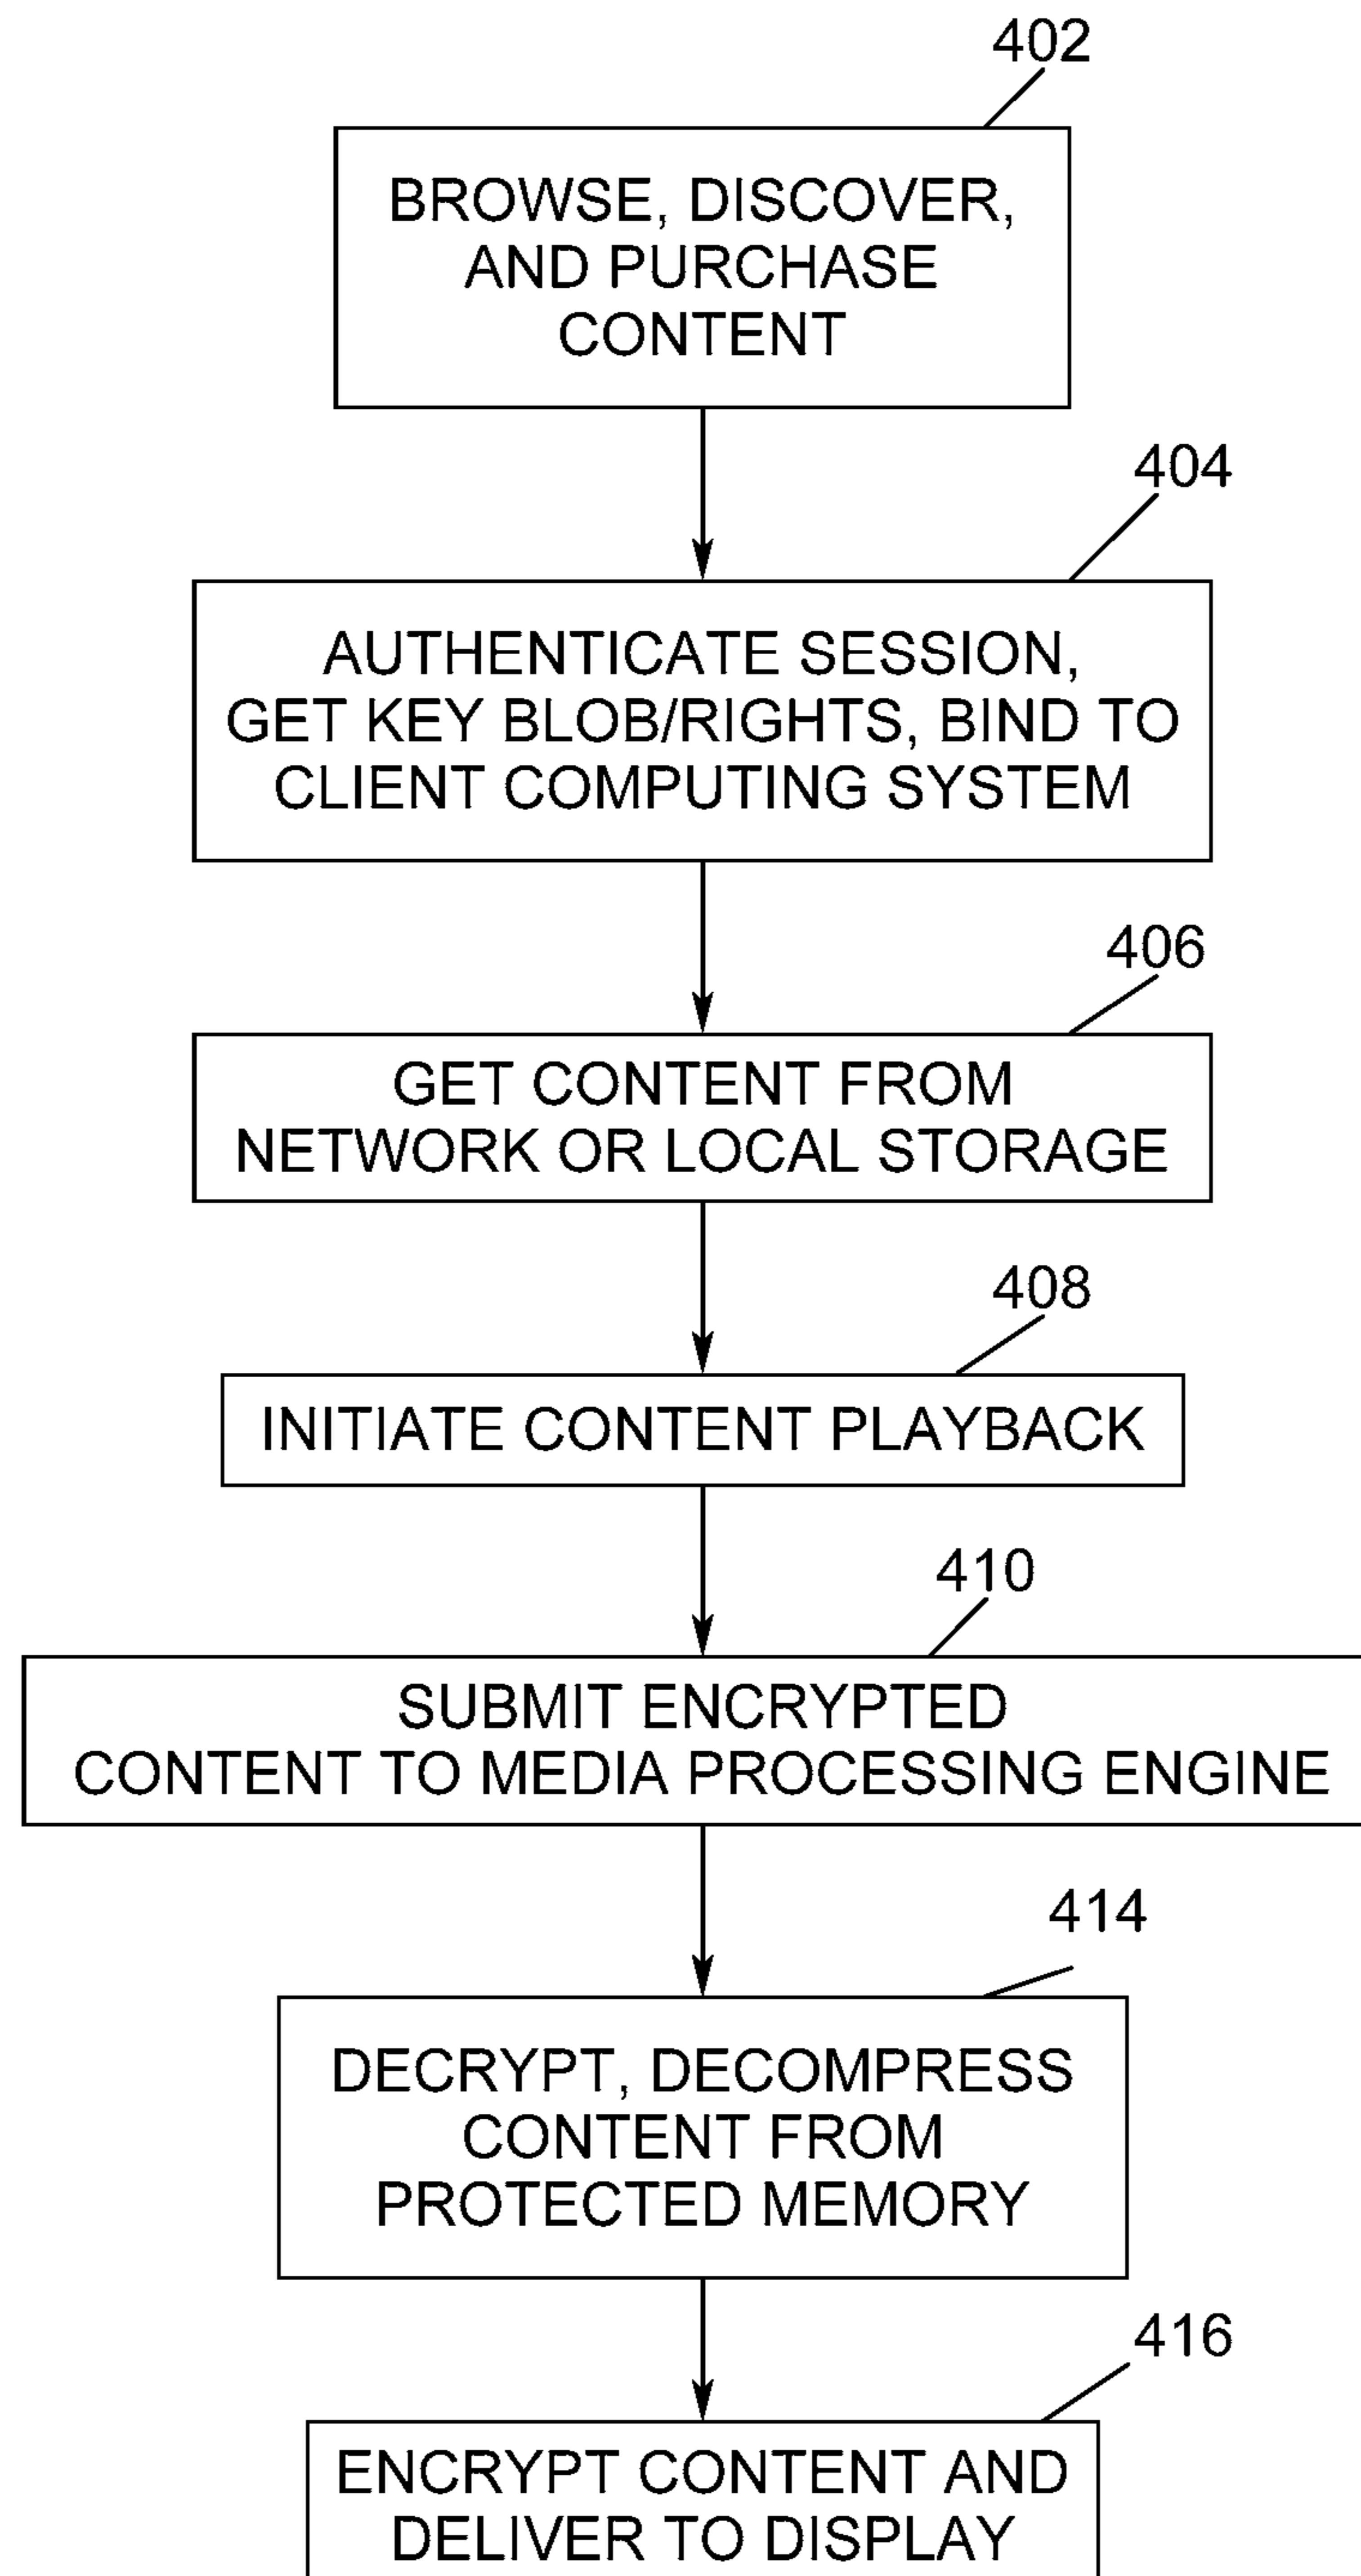 402
BROWSE, DISCOVER,
AND PURCHASE
CONTENT
404
AUTHENTICATE SESSION,
GET KEY BLOB/RIGHTS, BIND TO
CLIENT COMPUTING SYSTEM
406
GET CONTENT FROM
NETWORK OR LOCAL STORAGE
408
INITIATE CONTENT PLAYBACK
410
SUBMIT ENCRYPTED
CONTENT TO MEDIA PROCESSING ENGINE
414
DECRYPT, DECOMPRESS
CONTENT FROM
PROTECTED MEMORY
416
ENCRYPT CONTENT AND
DELIVER TO DISPLAY